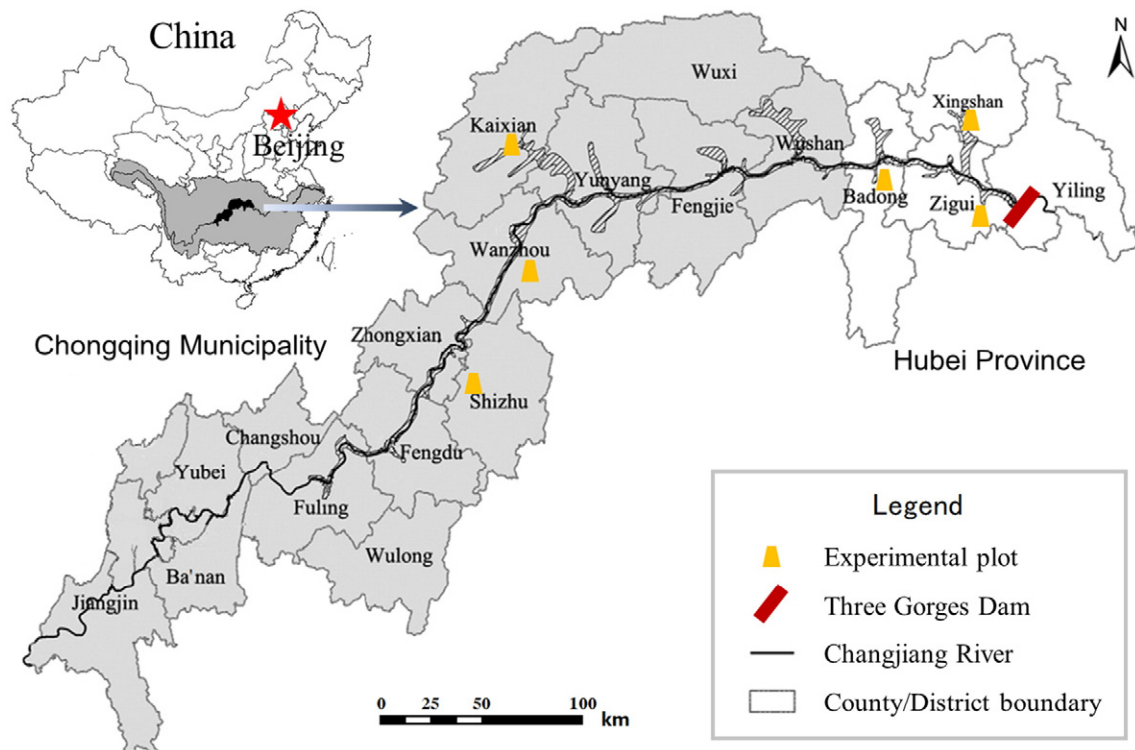 China
Beijing
N
Wuxi
Kaixian
Xingshan
Wushan
Yunyang
Badong
Yiling
Fengjie
Zigui
Wanzhou
Zhongxian
Chongqing Municipality
Hubei Province
Shizhu
Changshou
Fengdu
Yubei
Fuling
Wulong
Ba'nan
Jiangjin
Legend
Experimental plot
Three Gorges Dam
Changjiang River
County/District boundary
0 25 50 100
km